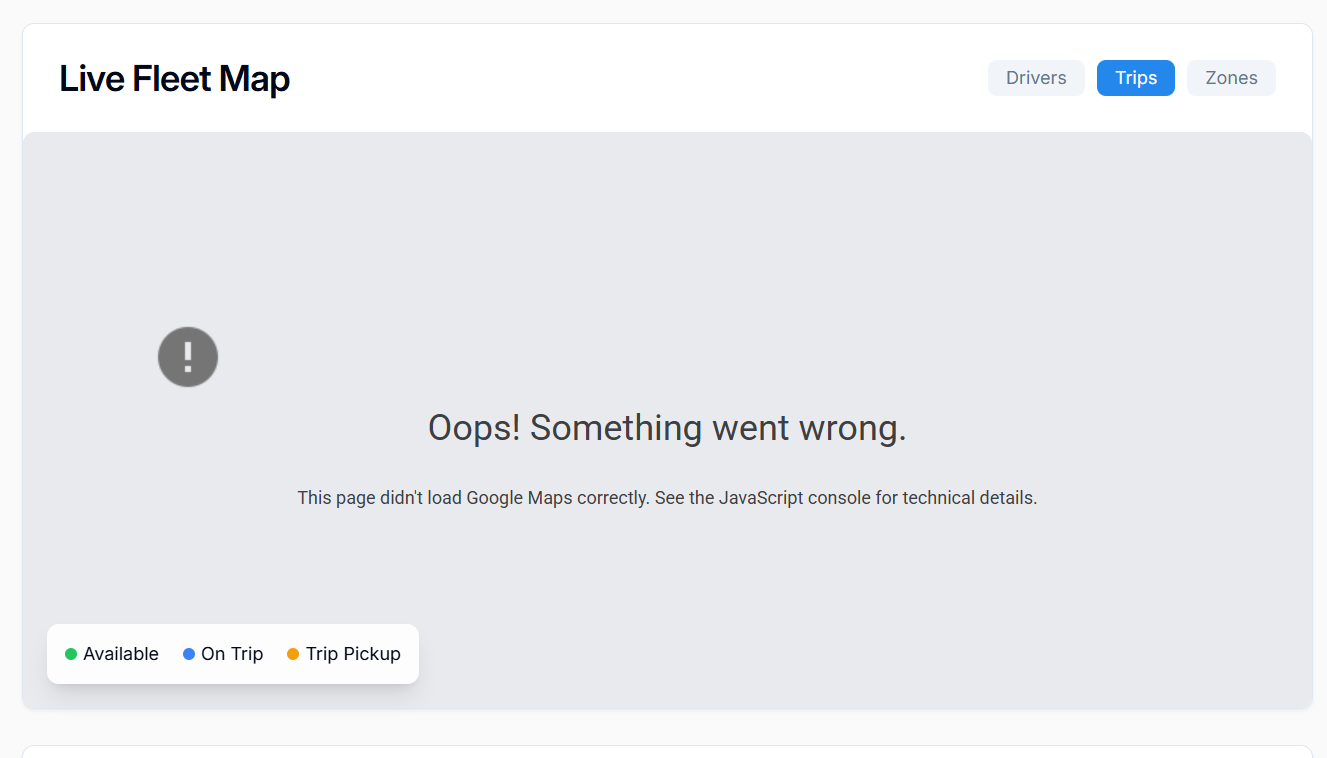 Live Fleet Map
Drivers
Trips
Zones
Oops! Something went wrong.
This page didn't load Google Maps correctly. See the JavaScript console for technical details.
Available
On Trip
Trip Pickup